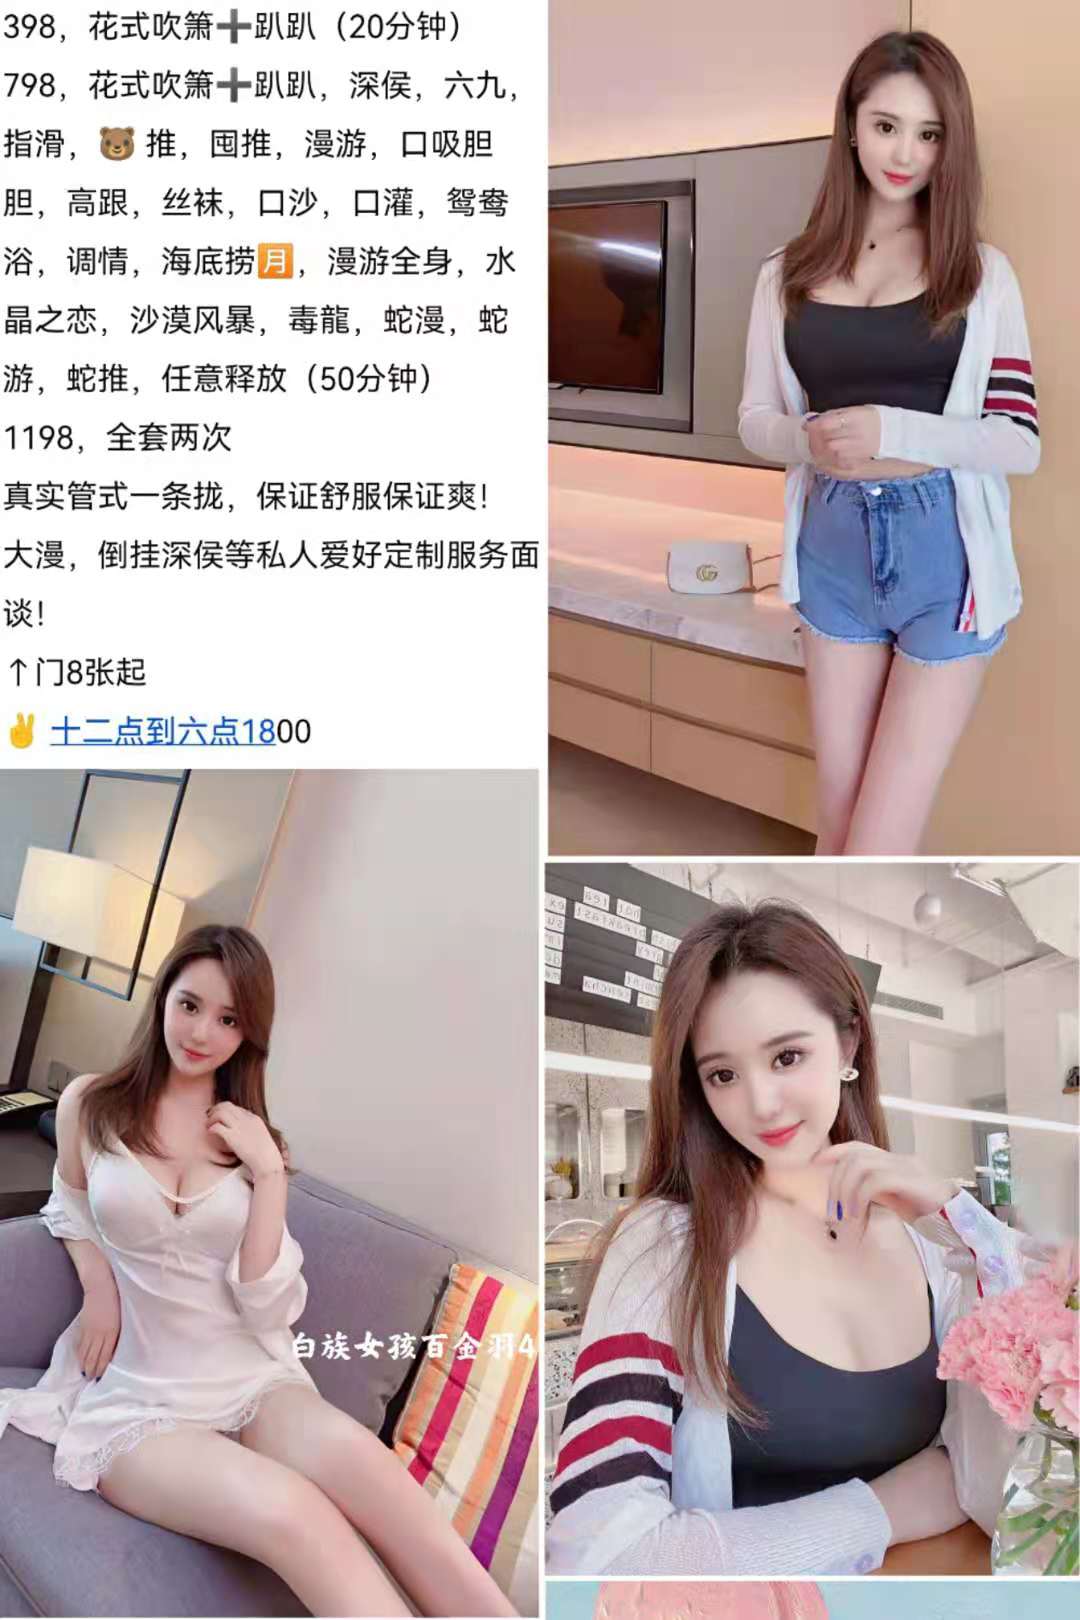 398，花式吹箫➕趴趴（20分钟）
798，花式吹箫➕趴趴，深侯，六九，
指滑，🐻 推，囤推，漫游，口吸胆
胆，高跟，丝袜，口沙，口灌，鸳鸯
浴，调情，海底捞🈷️，漫游全身，水
晶之恋，沙漠风暴，毒龍，蛇漫，蛇
游，蛇推，任意释放（50分钟）
1198，全套两次
真实管式一条拢，保证舒服保证爽！
大漫，倒挂深侯等私人爱好定制服务面
谈！
↑门8张起
✌️ 十二点到六点1800
白族女孩百金羽4